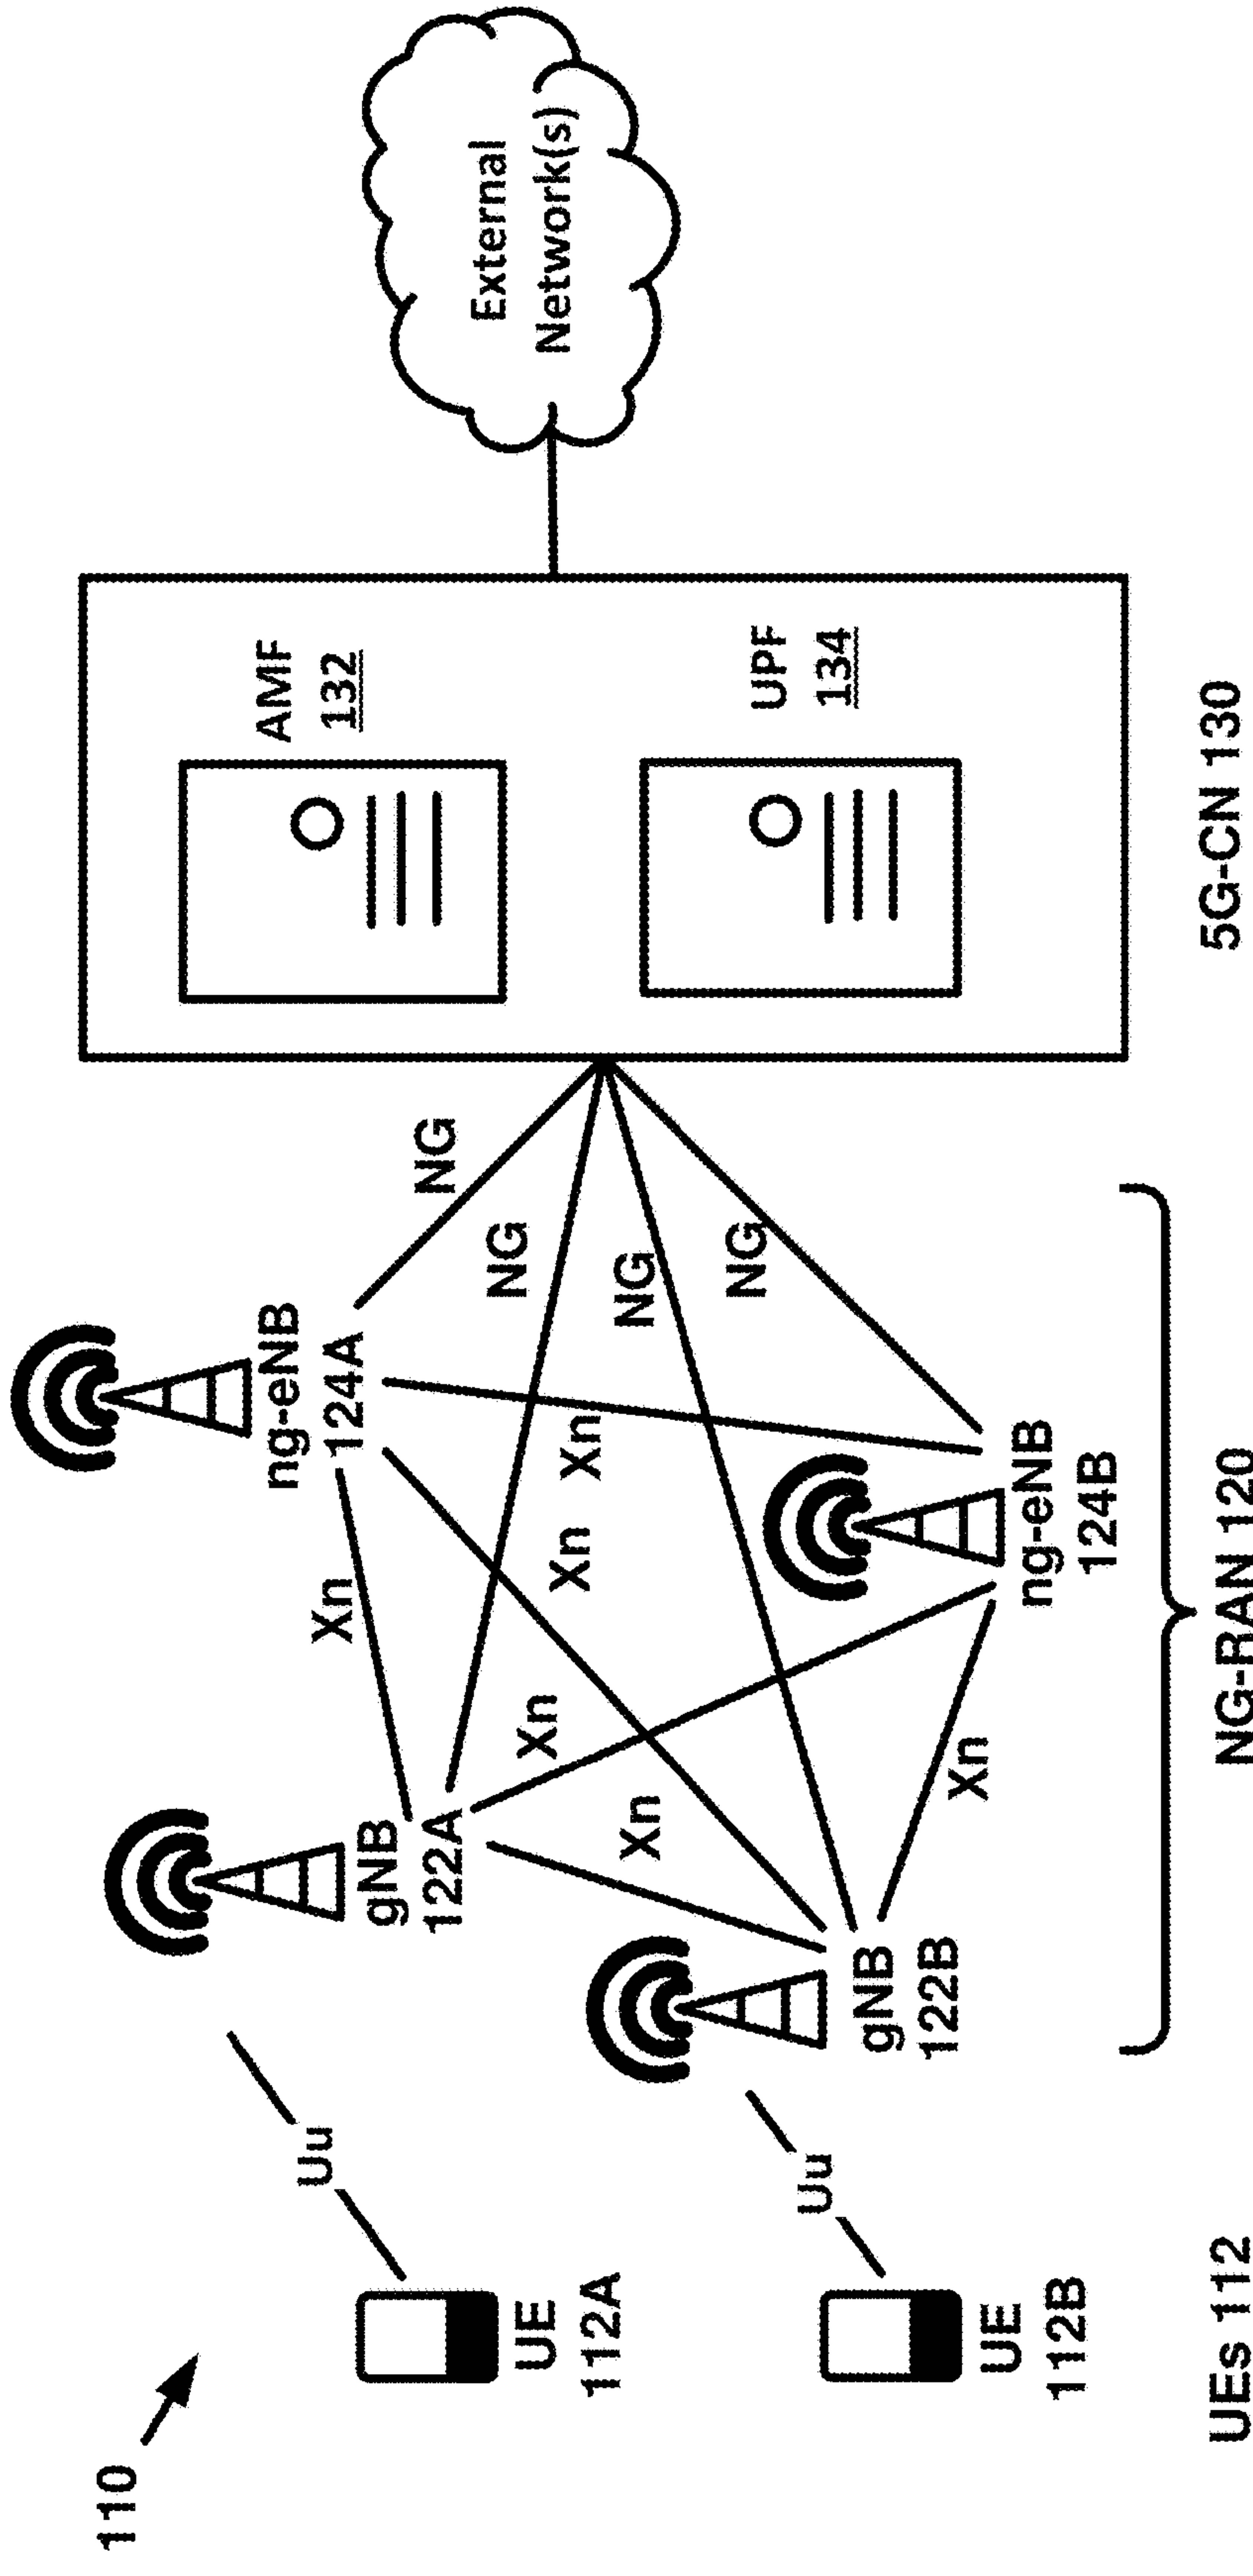 110
UE
112A
UE
112B
UEs 112
Uu
Uu
gNB
122A
gNB
122B
ng-eNB
124A
ng-eNB
124B
Xn
Xn
Xn
Xn
Xn
Xn
NG
NG
NG
NG
NG-RAN 120
AMF
132
UPF
134
5G-CN 130
External
Network(s)